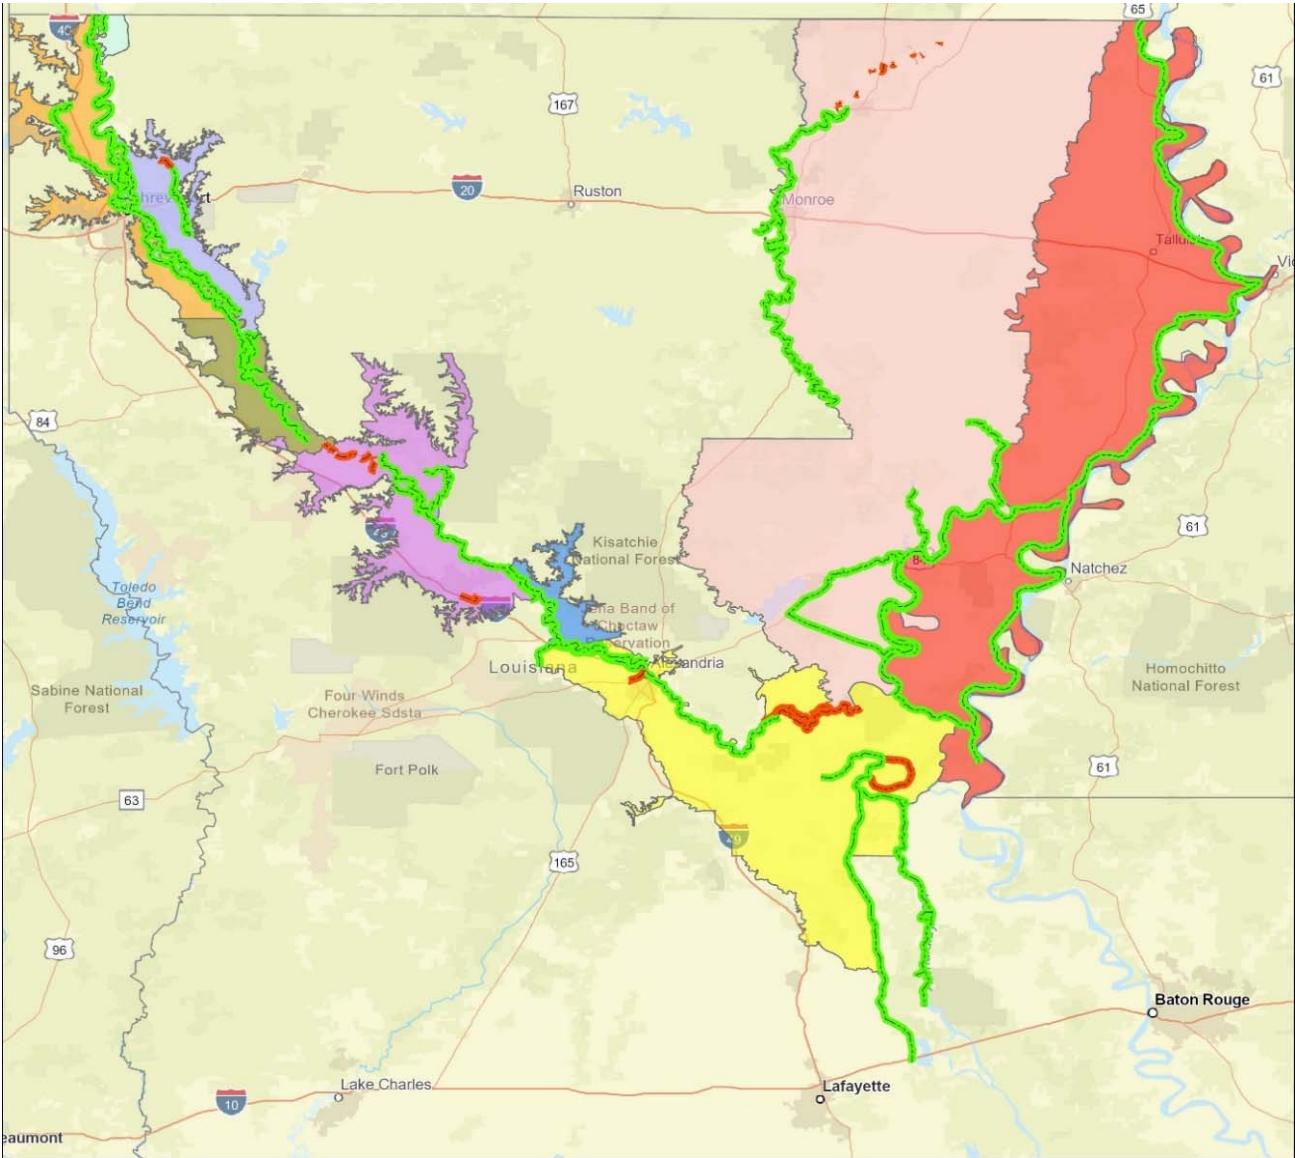 65
61
167
20
Ruston
Monroe
Tallulah
84
61
Kisatchie
National Forest
Natchez
Toledo
Bend
Reservoir
Band of
Choctaw
Louisiana
Alexandria
Homochitto
National Forest
Sabine National
Forest
Four Winds
Cherokee Sdsta
Fort Polk
61
63
49
165
96
Baton Rouge
Lake Charles
Lafayette
10
eaumont